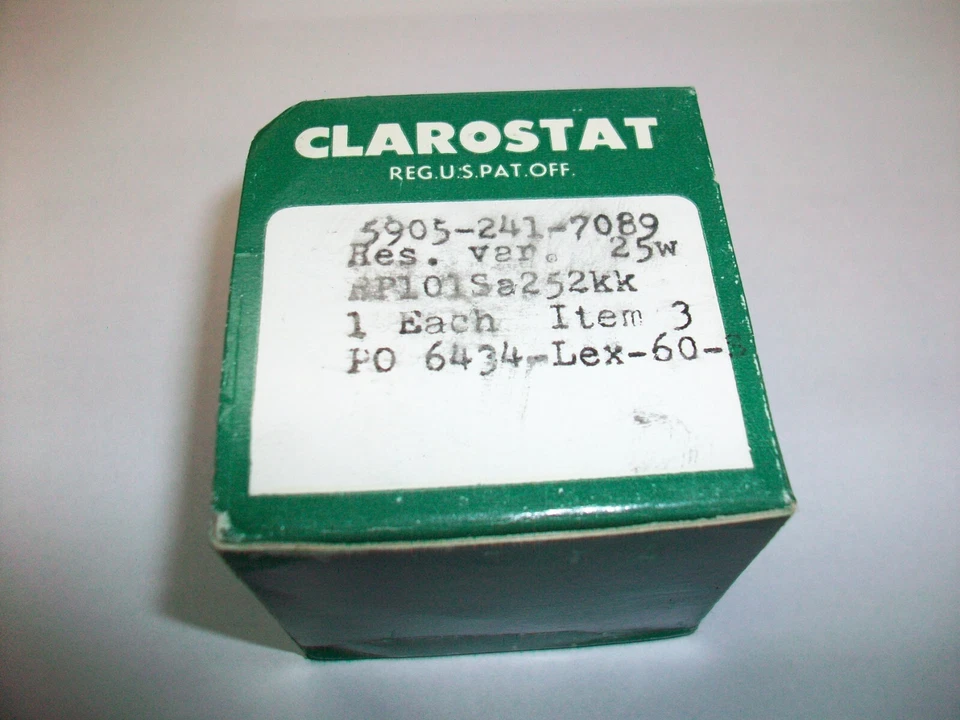 CLAROSTAT
REG.U.S.PAT.OFF.
5905-241-7089
Res. var. 25w
RP101Sa252kk
1 Each Item 3
PO 6434-Lex-60-